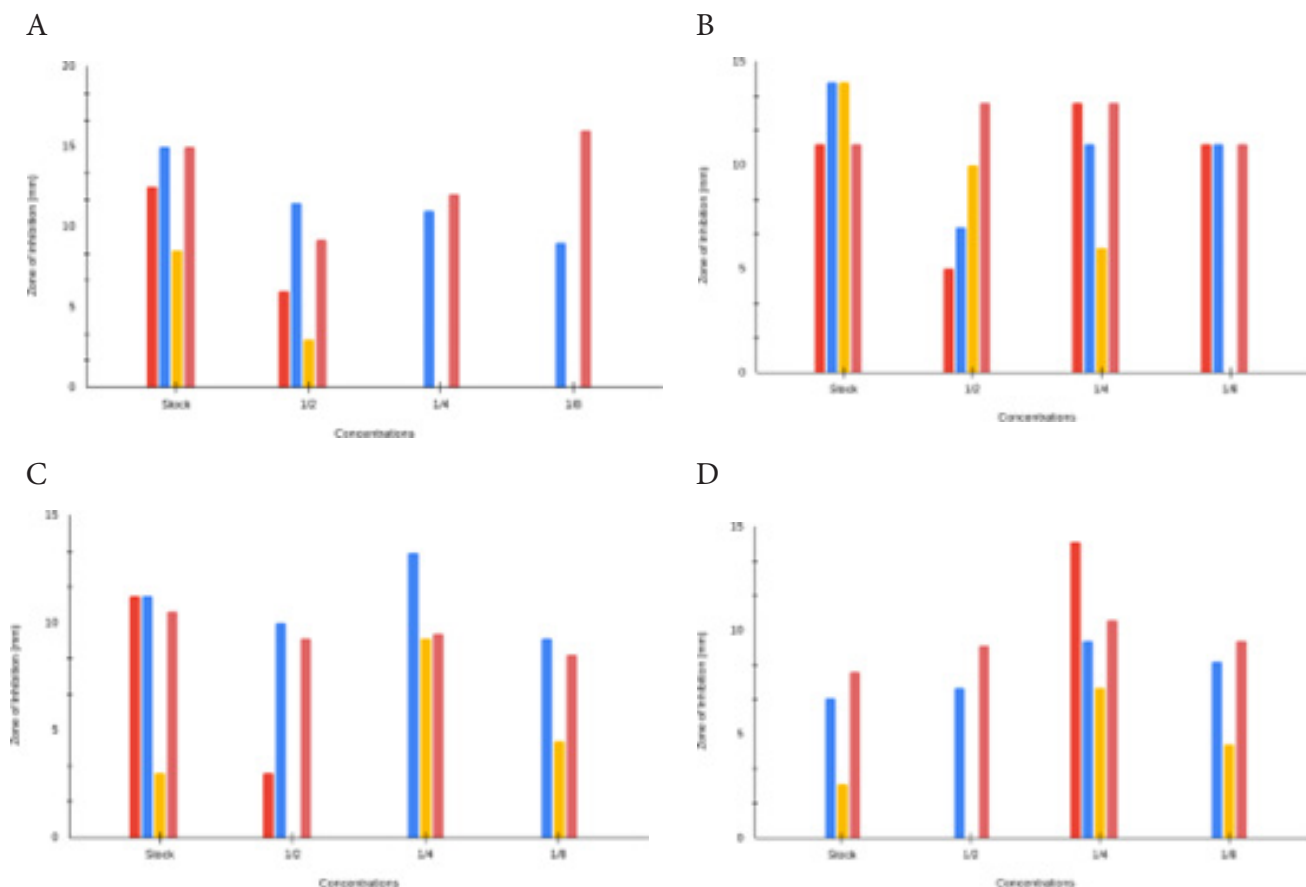 A
20
15
10
5
0
Zone of Inhibition (mm)
Stock 1/2 1/4 1/8
Concentrations
B
15
10
5
0
Zone of Inhibition (mm)
Stock 1/2 1/4 1/8
Concentrations
C
15
10
5
0
Zone of Inhibition (mm)
Stock 1/2 1/4 1/8
Concentrations
D
15
10
5
0
Zone of Inhibition (mm)
Stock 1/2 1/4 1/8
Concentrations